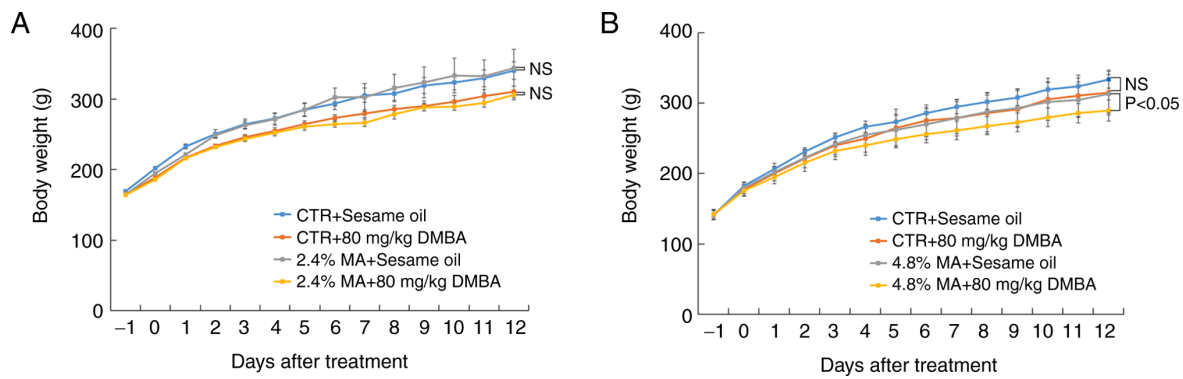 A
400
300
200
100
0
Body weight (g)
NS
NS
CTR+Sesame oil
CTR+80 mg/kg DMBA
2.4% MA+Sesame oil
2.4% MA+80 mg/kg DMBA
−1 0 1 2 3 4 5 6 7 8 9 10 11 12
Days after treatment
B
400
300
200
100
0
Body weight (g)
NS
P<0.05
CTR+Sesame oil
CTR+80 mg/kg DMBA
4.8% MA+Sesame oil
4.8% MA+80 mg/kg DMBA
−1 0 1 2 3 4 5 6 7 8 9 10 11 12
Days after treatment